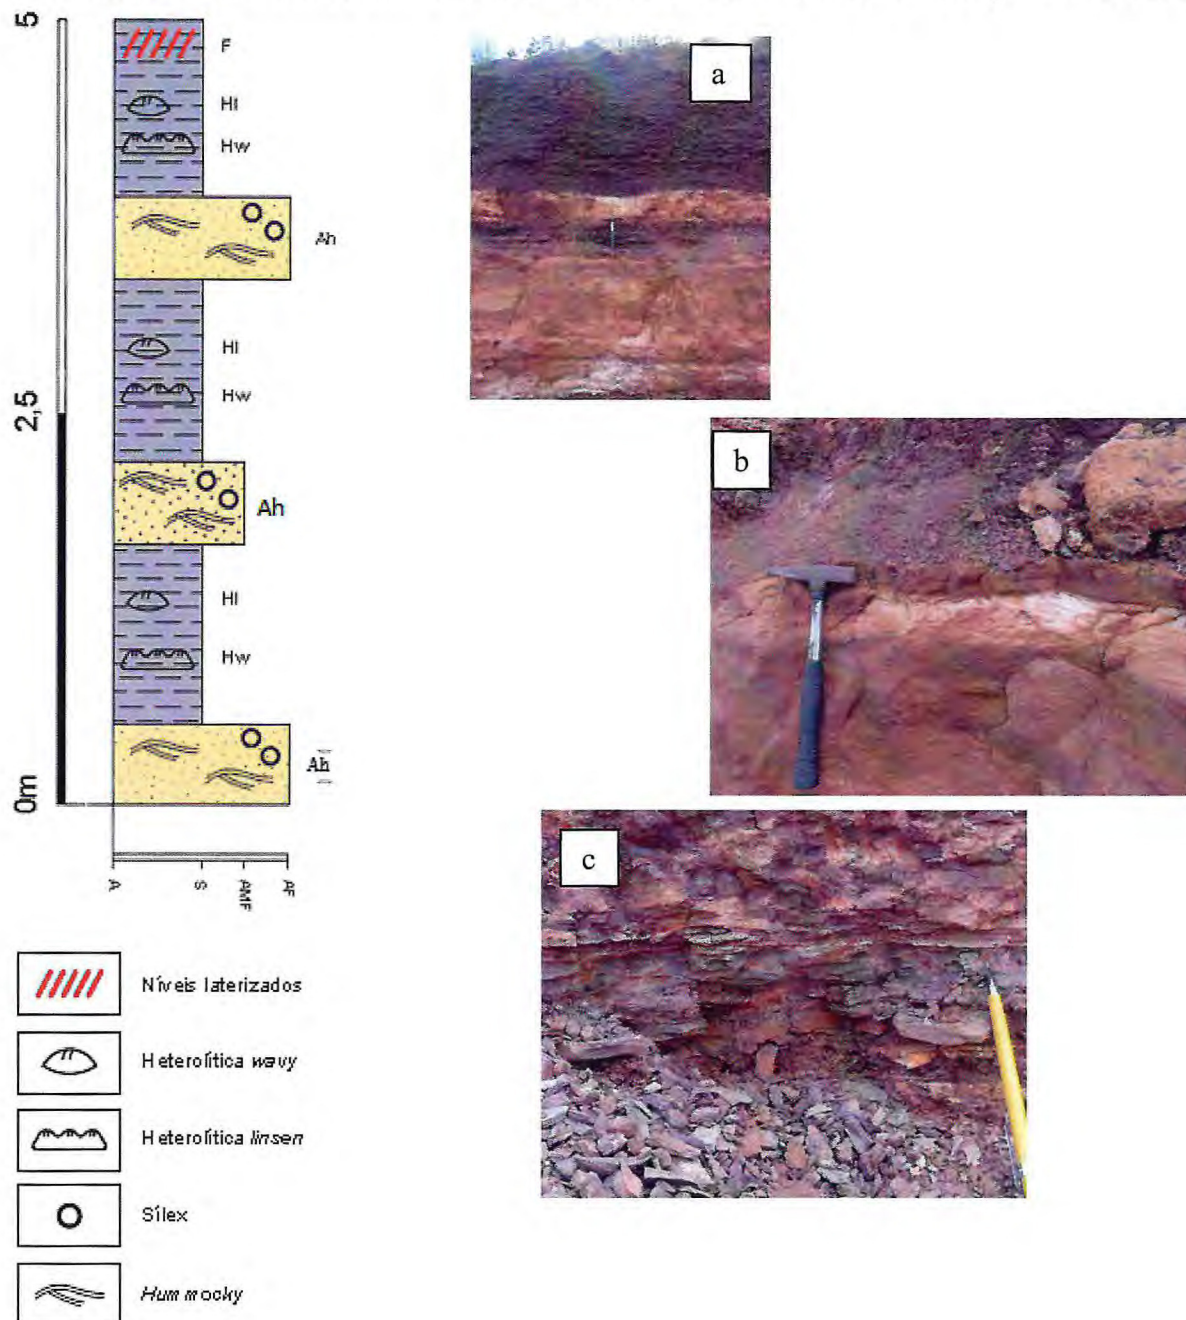 5
2,5
0m
F
Hl
Hw
Ah
Hl
Hw
Ah
Hl
Hw
Ah
A
S
AMF
AF
a
b
c
Níveis laterizados
Heterolítica wavy
Heterolítica linsen
Sílex
Hummocky